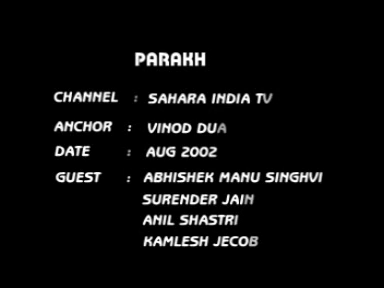 PARAKH
CHANNEL : SAHARA INDIA TV
ANCHOR : VINOD DUA
DATE : AUG 2002
GUEST : ABHISHEK MANU SINGHVI
SURENDER JAIN
ANIL SHASTRI
KAMLESH JECOB